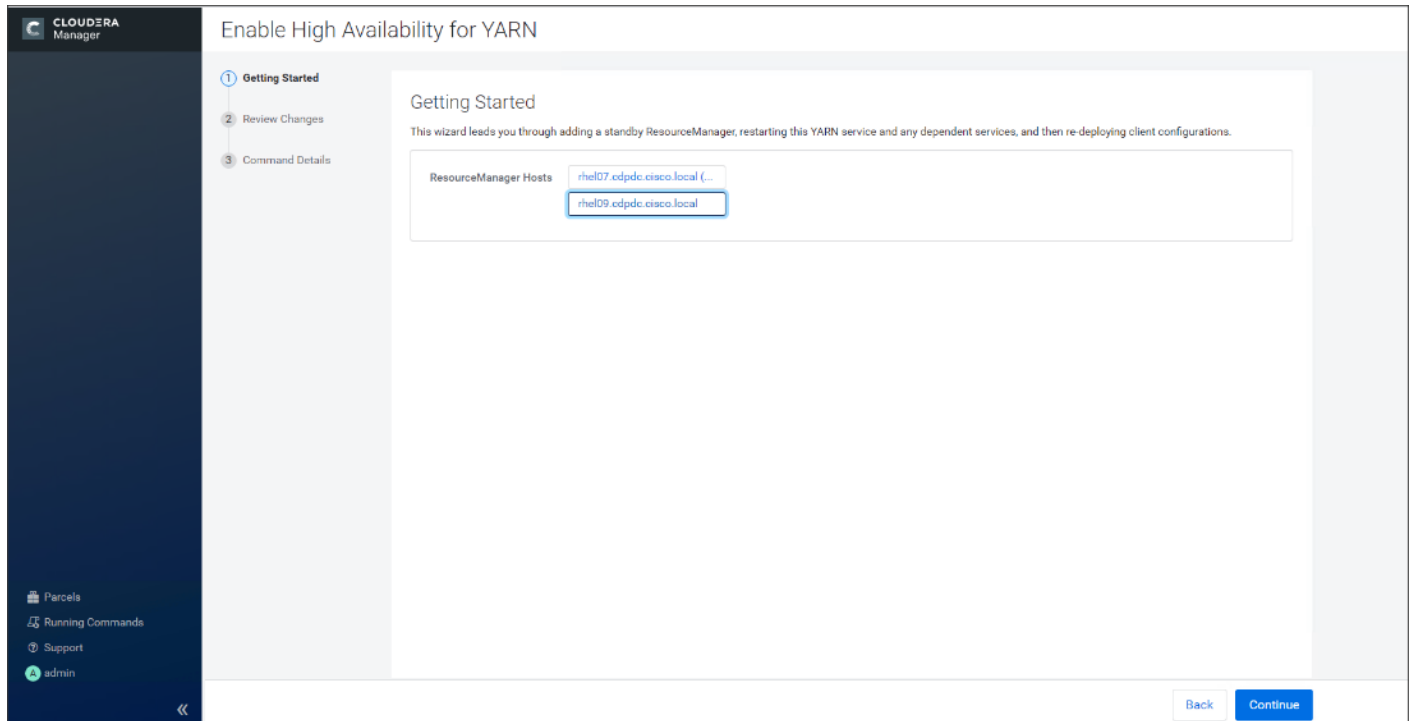 CLOUDERA
Manager
Enable High Availability for YARN
1 Getting Started
2 Review Changes
3 Command Details
Getting Started
This wizard leads you through adding a standby ResourceManager, restarting this YARN service and any dependent services, and then re-deploying client configurations.
ResourceManager Hosts
rhel07.cdpdc.cisco.local (...
rhel09.cdpdc.cisco.local
Parcels
Running Commands
Support
A admin
Back
Continue